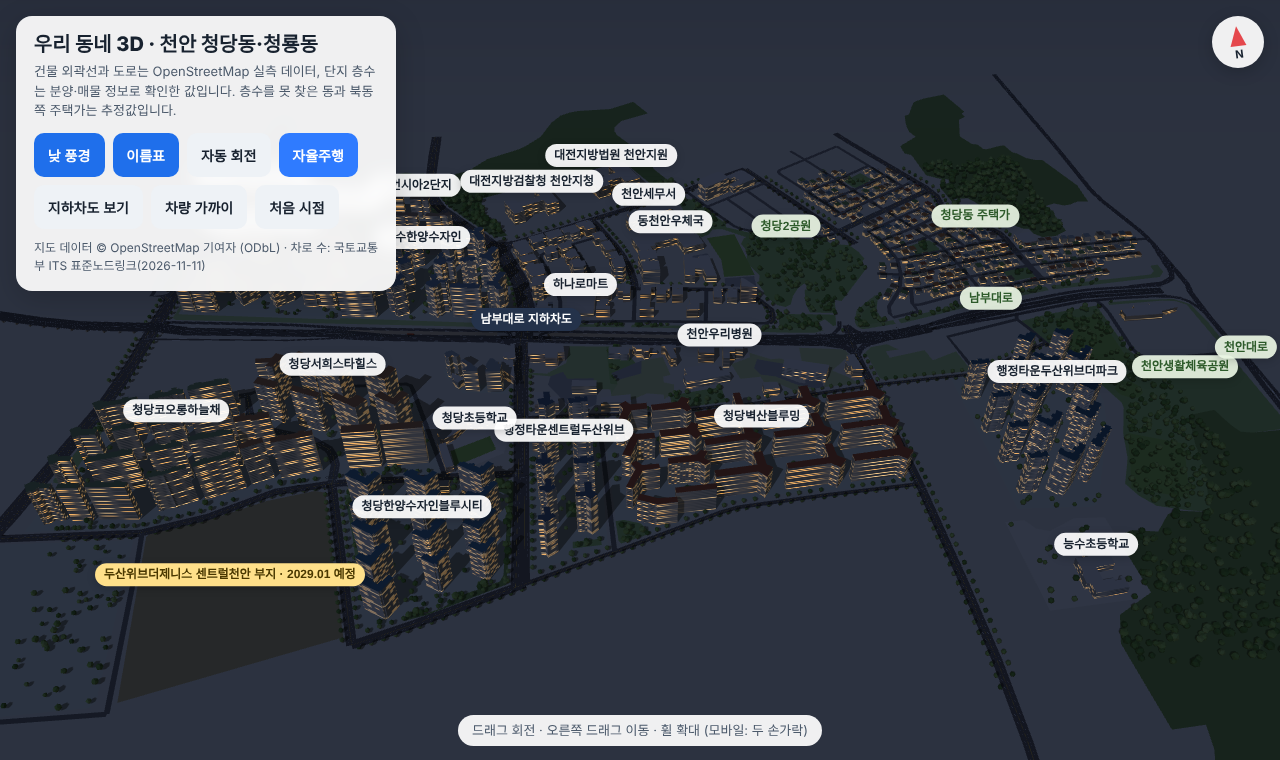 우리 동네 3D · 천안 청당동·청룡동
건물 외곽선과 도로는 OpenStreetMap 실측 데이터, 단지 층수
는 분양·매물 정보로 확인한 값입니다. 층수를 못 찾은 동과 북동
쪽 주택가는 추정값입니다.
낮 풍경
이름표
자동 회전
자율주행
지하차도 보기
차량 가까이
처음 시점
지도 데이터 © OpenStreetMap 기여자 (ODbL) · 차로 수: 국토교통
부 ITS 표준노드링크(2026-11-11)
N
대전지방법원 천안지원
시아2단지
대전지방검찰청 천안지청
천안세무서
동천안우체국
청당2공원
청당동 주택가
수한양수자인
하나로마트
남부대로
남부대로 지하차도
천안우리병원
천안대로
청당서희스타힐스
행정타운두산위브더파크
천안생활체육공원
청당코오롱하늘채
청당초등학교
정타운센트럴두산위브
청당벽산블루밍
청당한양수자인블루시티
능수초등학교
두산위브더제니스 센트럴천안 부지 · 2029.01 예정
드래그 회전 · 오른쪽 드래그 이동 · 휠 확대 (모바일: 두 손가락)